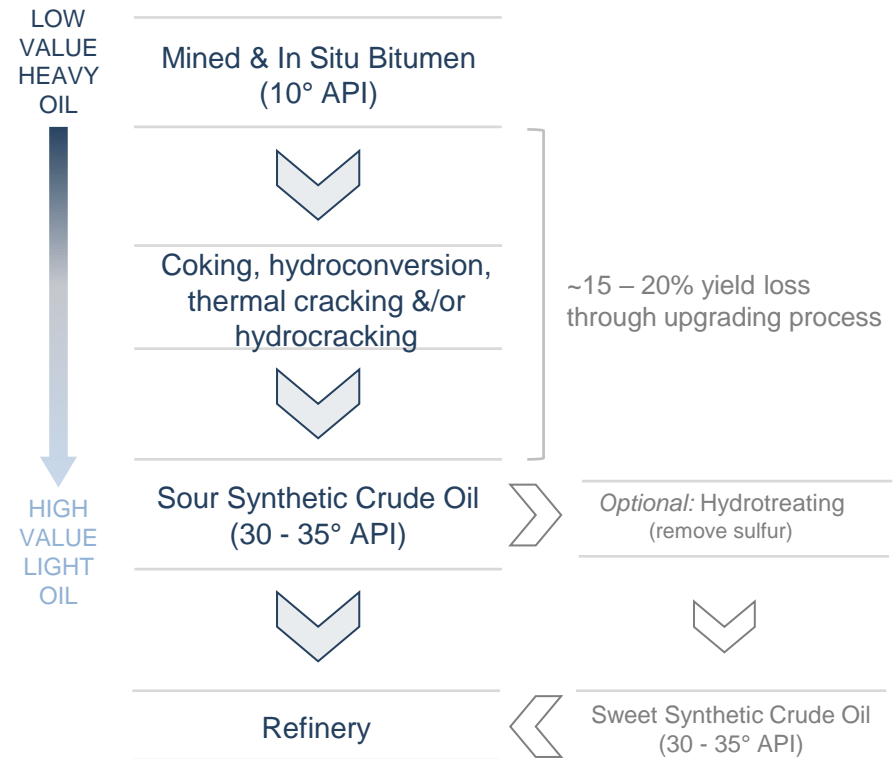 LOW
VALUE
HEAVY
OIL
Mined & In Situ Bitumen
(10° API)
Coking, hydroconversion,
thermal cracking &/or
hydrocracking
~15 – 20% yield loss
through upgrading process
Sour Synthetic Crude Oil
(30 - 35° API)
Optional: Hydrotreating
(remove sulfur)
HIGH
VALUE
LIGHT
OIL
Refinery
Sweet Synthetic Crude Oil
(30 - 35° API)